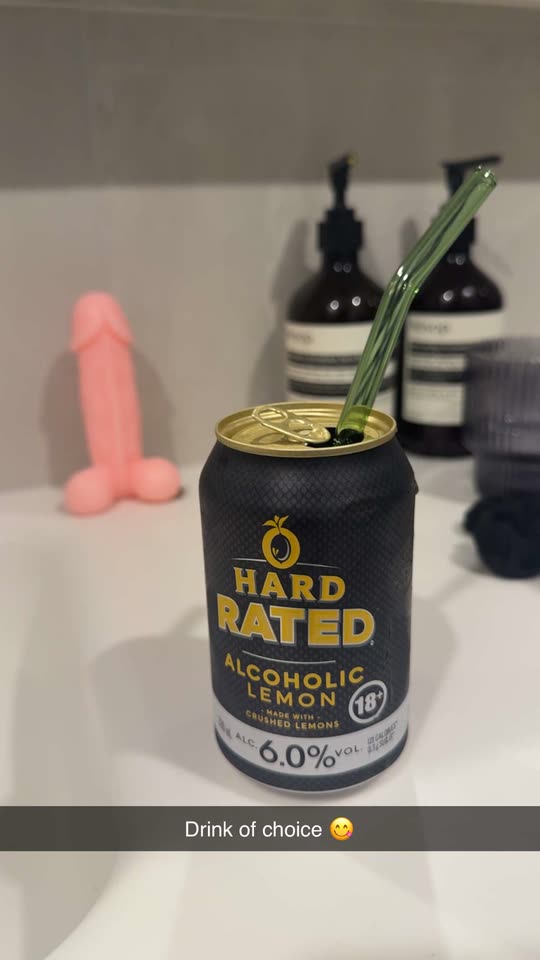 HARD
RATED
ALCOHOLIC
LEMON
- MADE WITH -
CRUSHED LEMONS
18+
ALC. 6.0% VOL.
Drink of choice 😋